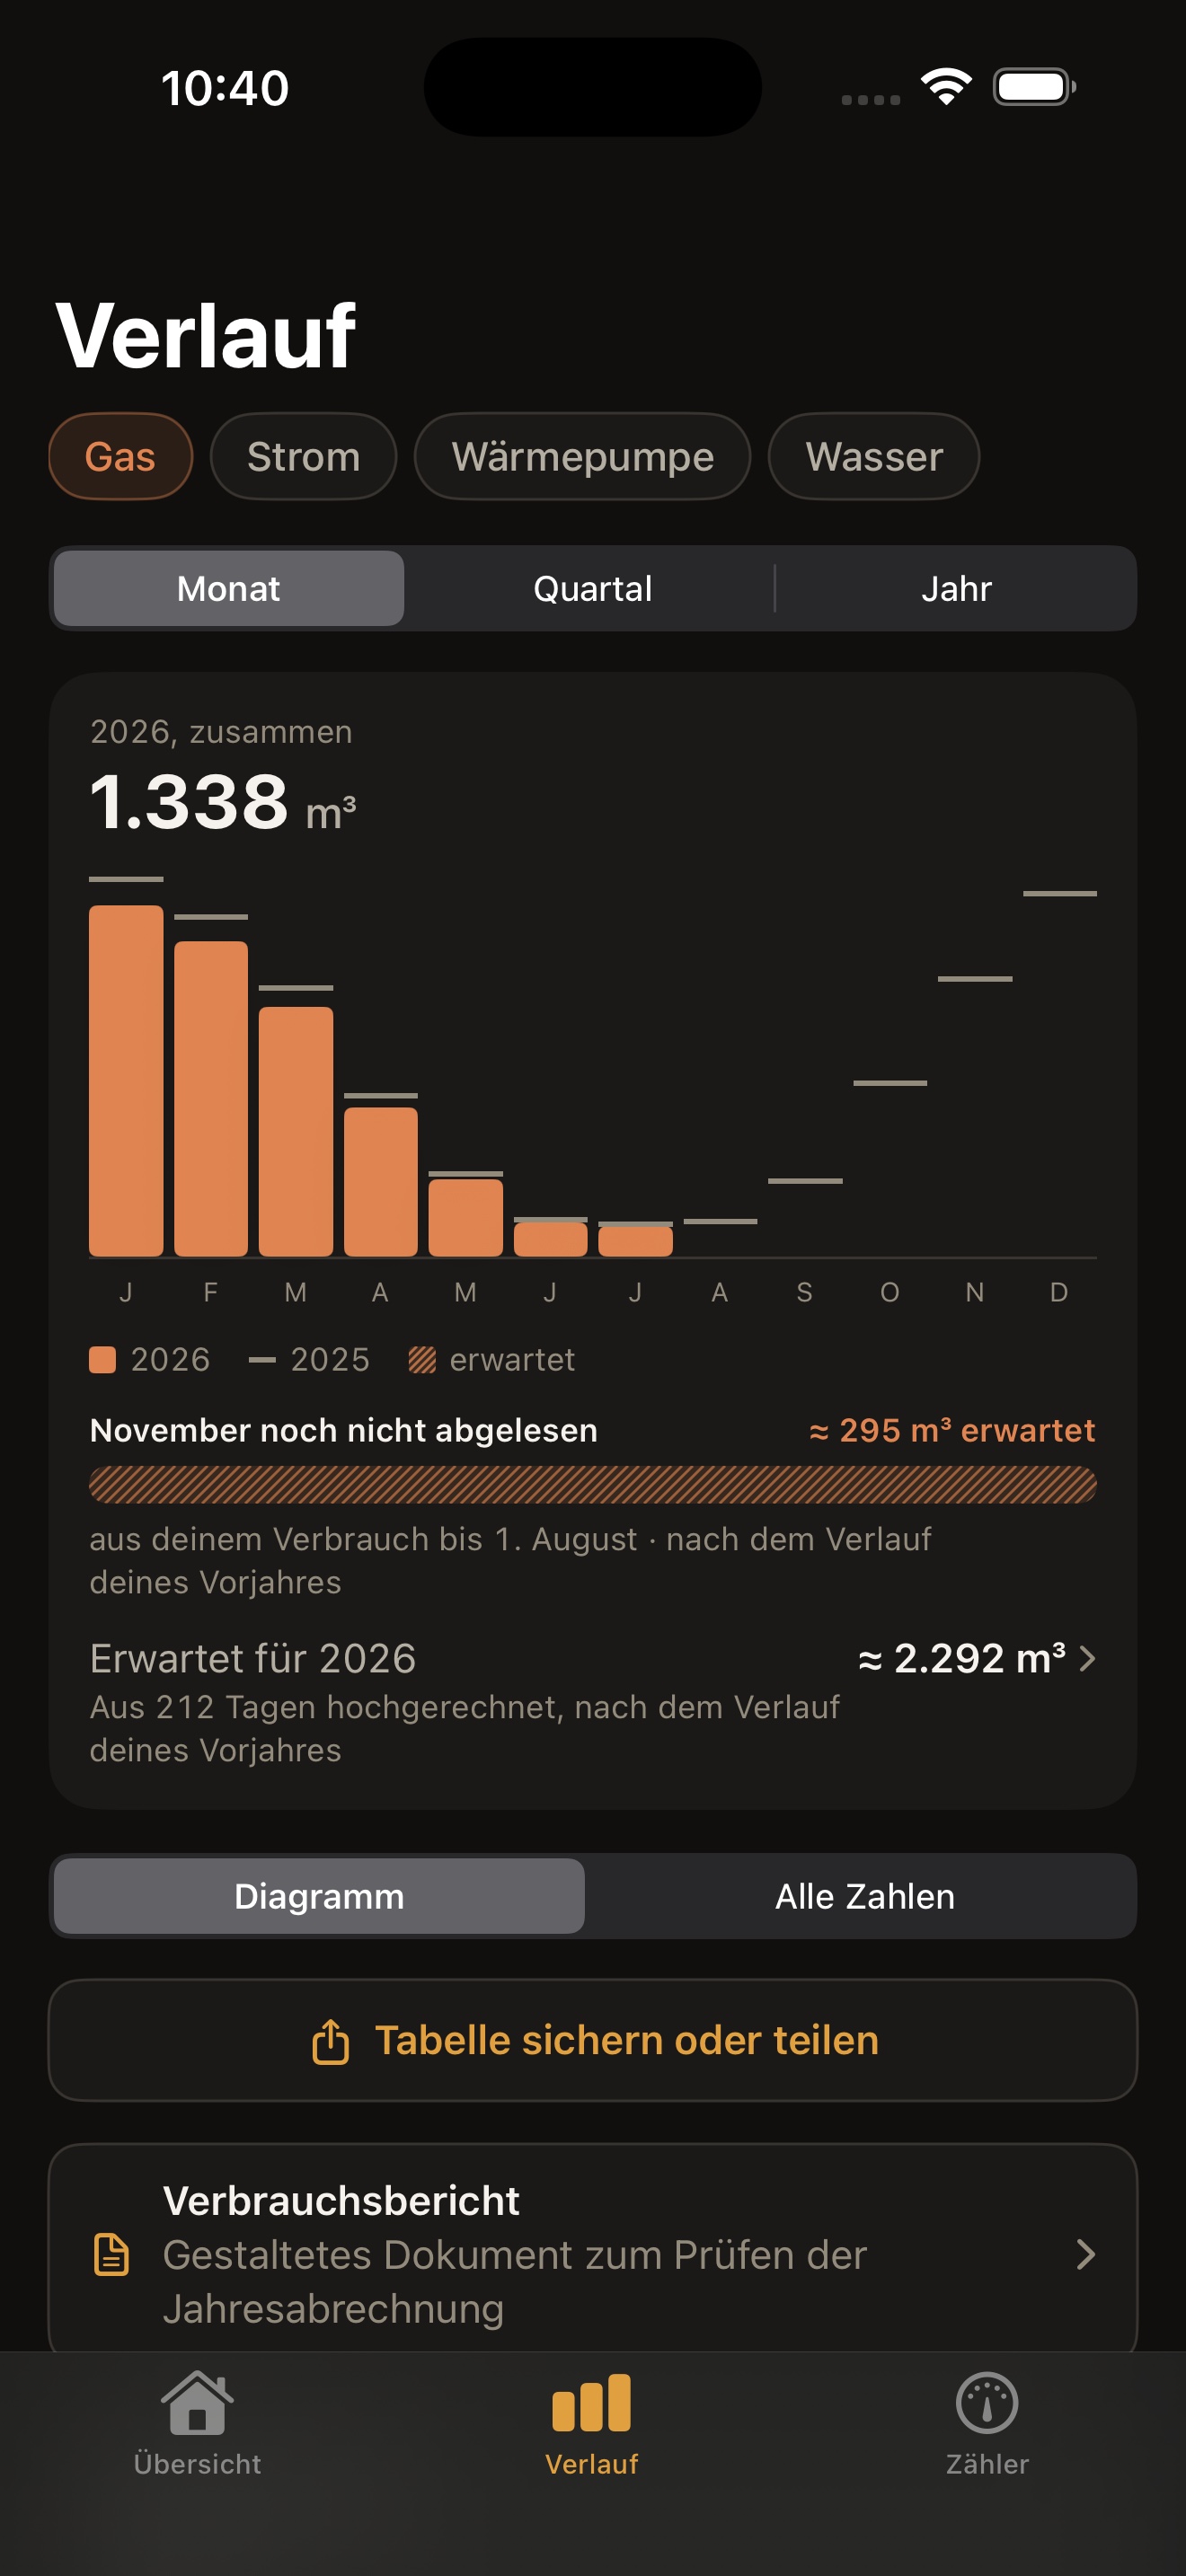 10:40
Verlauf
Gas Strom Wärmepumpe Wasser
Monat Quartal Jahr
2026, zusammen
1.338 m³
J F M A M J J A S O N D
2026 2025 erwartet
November noch nicht abgelesen ≈ 295 m³ erwartet
aus deinem Verbrauch bis 1. August · nach dem Verlauf
deines Vorjahres
Erwartet für 2026 ≈ 2.292 m³
Aus 212 Tagen hochgerechnet, nach dem Verlauf
deines Vorjahres
Diagramm Alle Zahlen
Tabelle sichern oder teilen
Verbrauchsbericht
Gestaltetes Dokument zum Prüfen der
Jahresabrechnung
Übersicht Verlauf Zähler